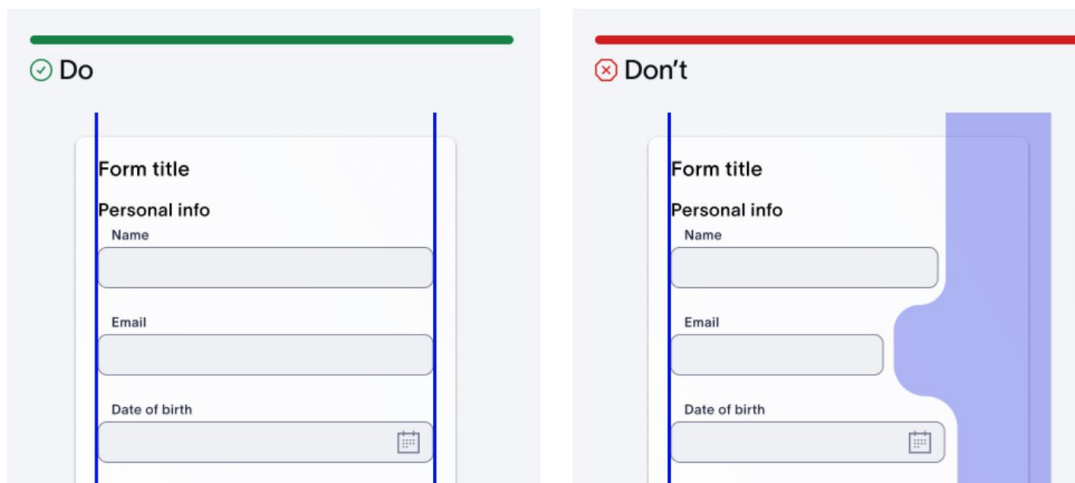 Do
Form title
Personal info
Name
Email
Date of birth
Don't
Form title
Personal info
Name
Email
Date of birth